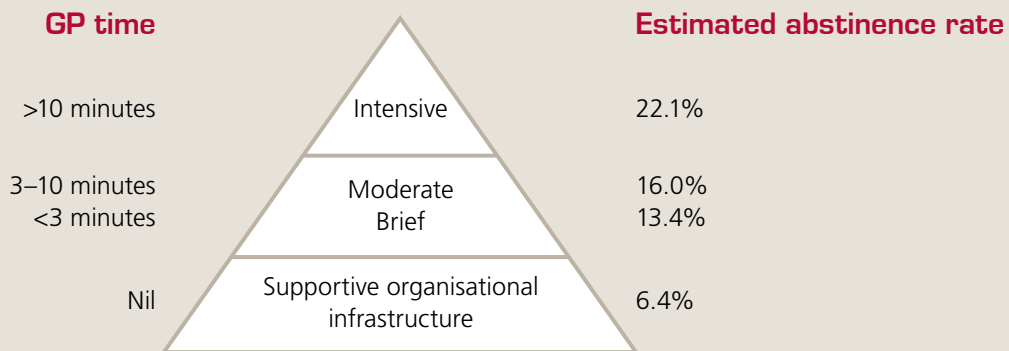 GP time Estimated abstinence rate
>10 minutes Intensive 22.1%
3–10 minutes Moderate 16.0%
<3 minutes Brief 13.4%
Nil Supportive organisational infrastructure 6.4%